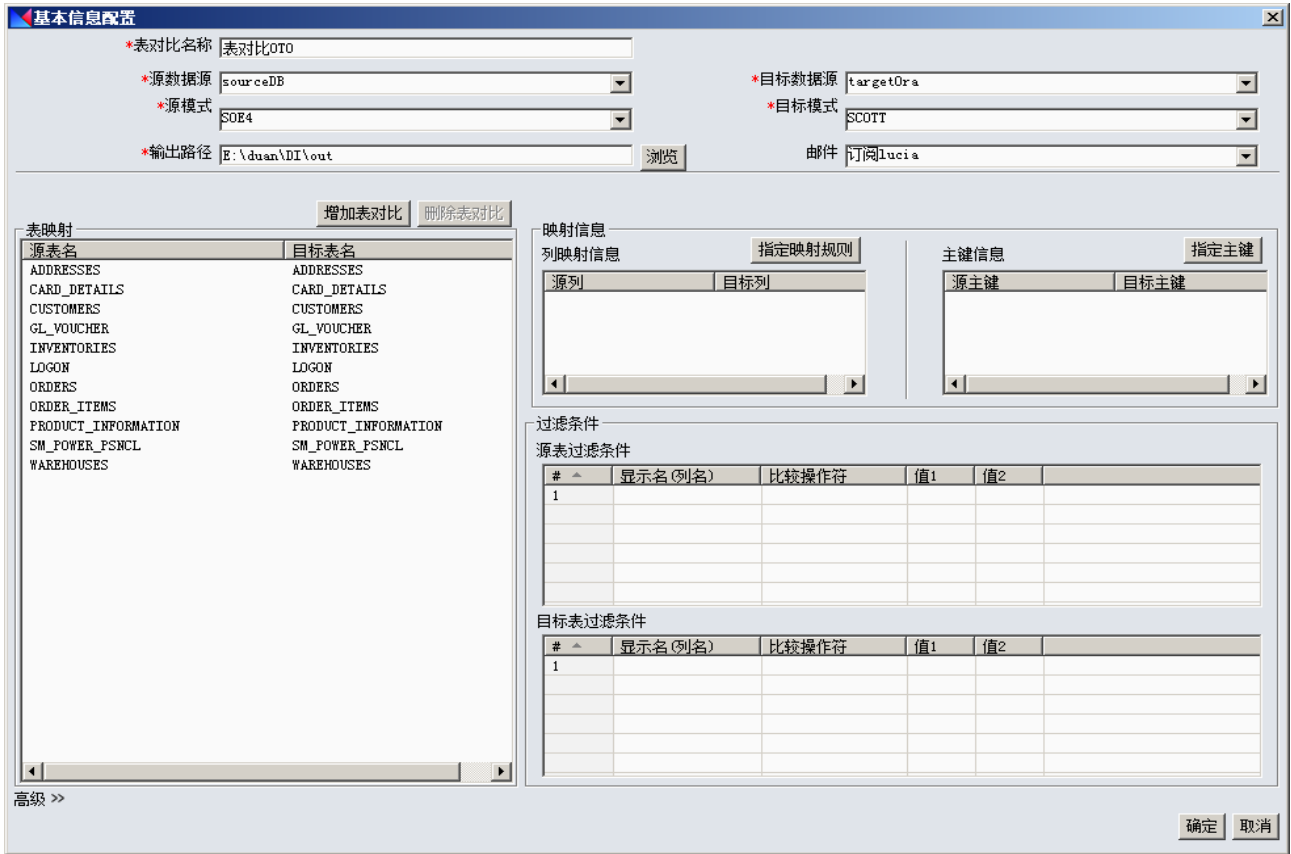 基本信息配置
*表对比名称 表对比OTO
*源数据源 sourceDB *目标数据源 targetOra
*源模式 SOE4 *目标模式 SCOTT
*输出路径 E:\duan\DI\out 浏览 邮件 订阅lucia
增加表对比 删除表对比
表映射
源表名 目标表名
ADDRESSES ADDRESSES
CARD_DETAILS CARD_DETAILS
CUSTOMERS CUSTOMERS
GL_VOUCHER GL_VOUCHER
INVENTORIES INVENTORIES
LOGON LOGON
ORDERS ORDERS
ORDER_ITEMS ORDER_ITEMS
PRODUCT_INFORMATION PRODUCT_INFORMATION
SM_POWER_PSNCL SM_POWER_PSNCL
WAREHOUSES WAREHOUSES
映射信息
列映射信息 指定映射规则 主键信息 指定主键
源列 目标列 源主键 目标主键
过滤条件
源表过滤条件
# 显示名(列名) 比较操作符 值1 值2
1
目标表过滤条件
# 显示名(列名) 比较操作符 值1 值2
1
高级 >>
确定 取消